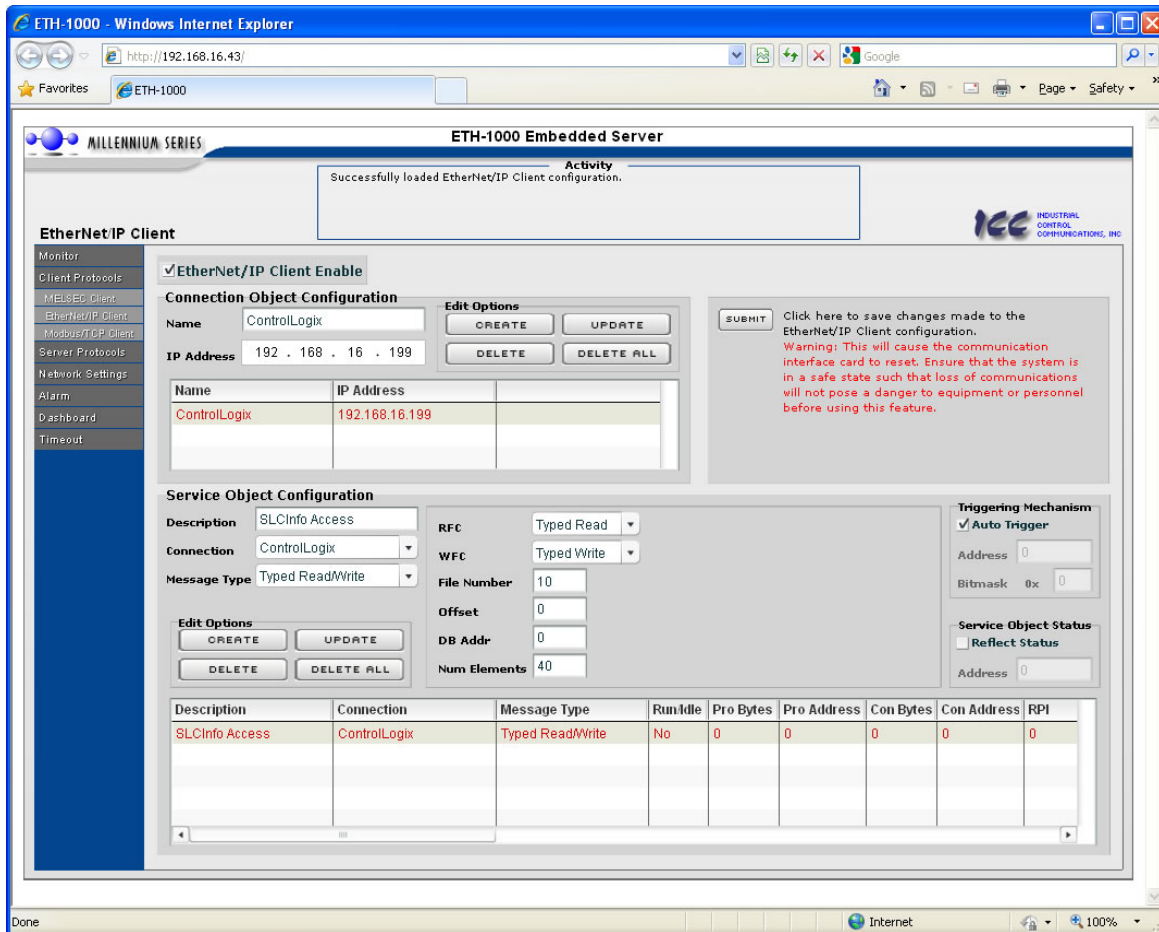 ETH-1000 - Windows Internet Explorer
http://192.168.16.43/
Google
Favorites
ETH-1000
Page
Safety
»
MILLENNIUM SERIES
ETH-1000 Embedded Server
Activity
Successfully loaded EtherNet/IP Client configuration.
EtherNet/IP Client
ICC
INDUSTRIAL
CONTROL
COMMUNICATIONS, INC
Monitor
Client Protocols
MELSEC Client
EtherNet/IP Client
Modbus/TCP Client
Server Protocols
Network Settings
Alarm
Dashboard
Timeout
EtherNet/IP Client Enable
Connection Object Configuration
Name ControlLogix
IP Address 192 . 168 . 16 . 199
Edit Options
CREATE UPDATE
DELETE DELETE ALL
Name IP Address
ControlLogix 192.168.16.199
SUBMIT
Click here to save changes made to the
EtherNet/IP Client configuration.
Warning: This will cause the communication
interface card to reset. Ensure that the system is
in a safe state such that loss of communications
will not pose a danger to equipment or personnel
before using this feature.
Service Object Configuration
Description SLCInfo Access
Connection ControlLogix
Message Type Typed Read/Write
Edit Options
CREATE UPDATE
DELETE DELETE ALL
RFC Typed Read
WFC Typed Write
File Number 10
Offset 0
DB Addr 0
Num Elements 40
Triggering Mechanism
Auto Trigger
Address 0
Bitmask 0x 0
Service Object Status
Reflect Status
Address 0
Description Connection Message Type Run/Idle Pro Bytes Pro Address Con Bytes Con Address RPI
SLCInfo Access ControlLogix Typed Read/Write No 0 0 0 0 0
Done
Internet
100%